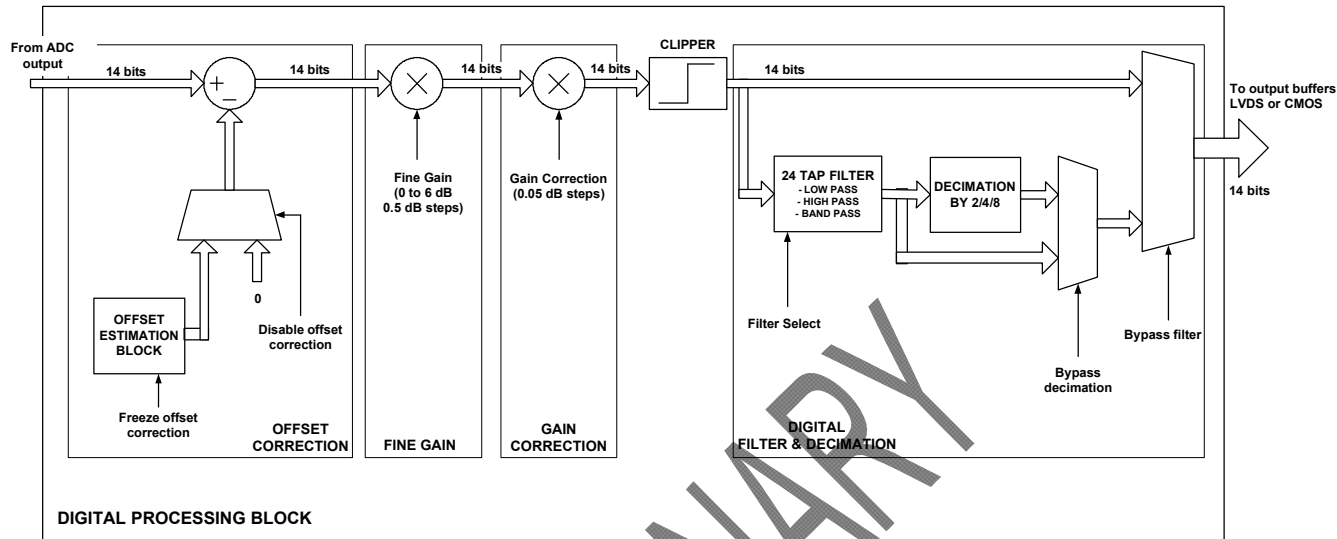 From ADC
output
14 bits
+
–
14 bits
14 bits
14 bits
CLIPPER
14 bits
To output buffers
LVDS or CMOS
14 bits
Fine Gain
(0 to 6 dB
0.5 dB steps)
Gain Correction
(0.05 dB steps)
24 TAP FILTER
- LOW PASS
- HIGH PASS
- BAND PASS
DECIMATION
BY 2/4/8
0
OFFSET
ESTIMATION
BLOCK
Disable offset
correction
Filter Select
Bypass filter
Bypass
decimation
Freeze offset
correction
OFFSET
CORRECTION
FINE GAIN
GAIN
CORRECTION
DIGITAL
FILTER & DECIMATION
DIGITAL PROCESSING BLOCK
NARY